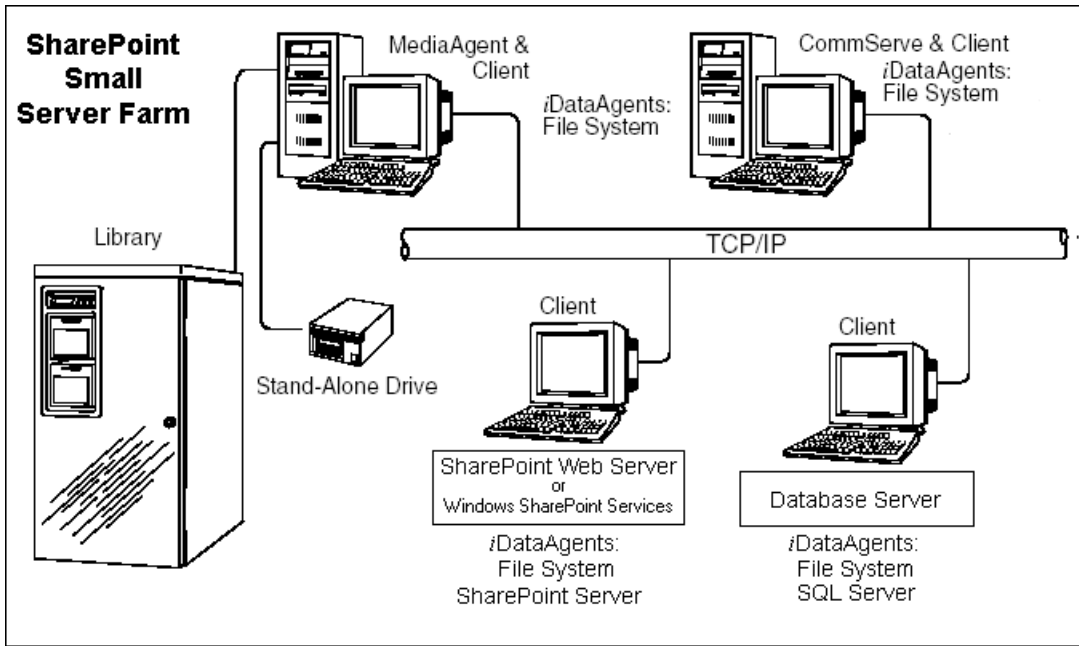 SharePoint
Small
Server Farm
MediaAgent &
Client
iDataAgents:
File System
CommServe & Client
iDataAgents:
File System
Library
TCP/IP
Stand-Alone Drive
Client
Client
SharePoint Web Server
or
Windows SharePoint Services
Database Server
iDataAgents:
File System
SharePoint Server
iDataAgents:
File System
SQL Server